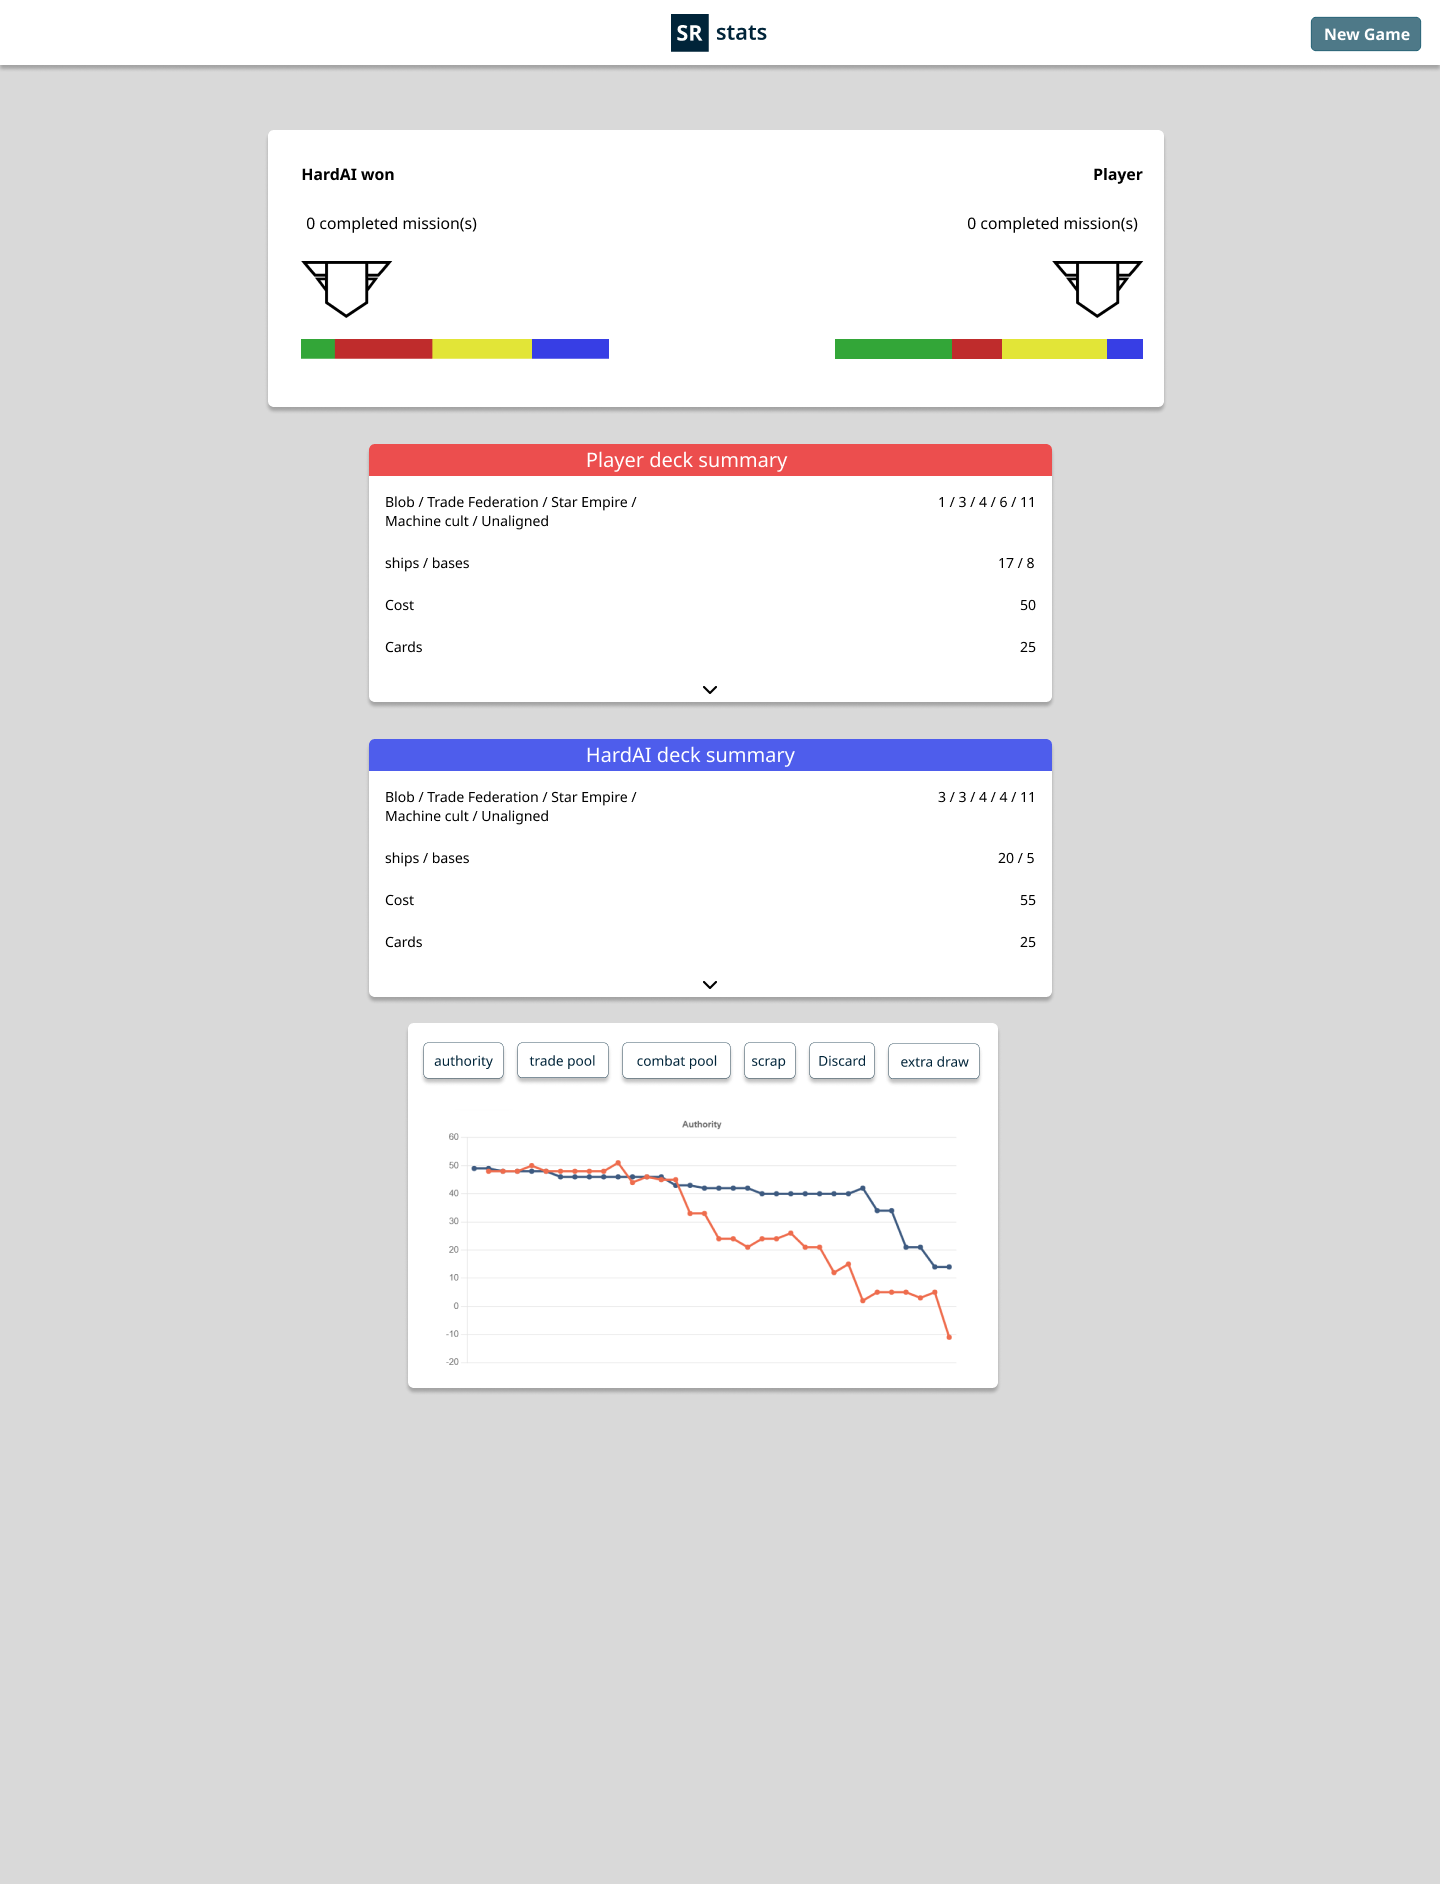 SR stats
New Game
HardAI won
Player
0 completed mission(s)
0 completed mission(s)
Player deck summary
Blob / Trade Federation / Star Empire /
Machine cult / Unaligned
1 / 3 / 4 / 6 / 11
ships / bases
17 / 8
Cost
50
Cards
25
HardAI deck summary
Blob / Trade Federation / Star Empire /
Machine cult / Unaligned
3 / 3 / 4 / 4 / 11
ships / bases
20 / 5
Cost
55
Cards
25
authority
trade pool
combat pool
scrap
Discard
extra draw
Authority
60
50
40
30
20
10
0
-10
-20